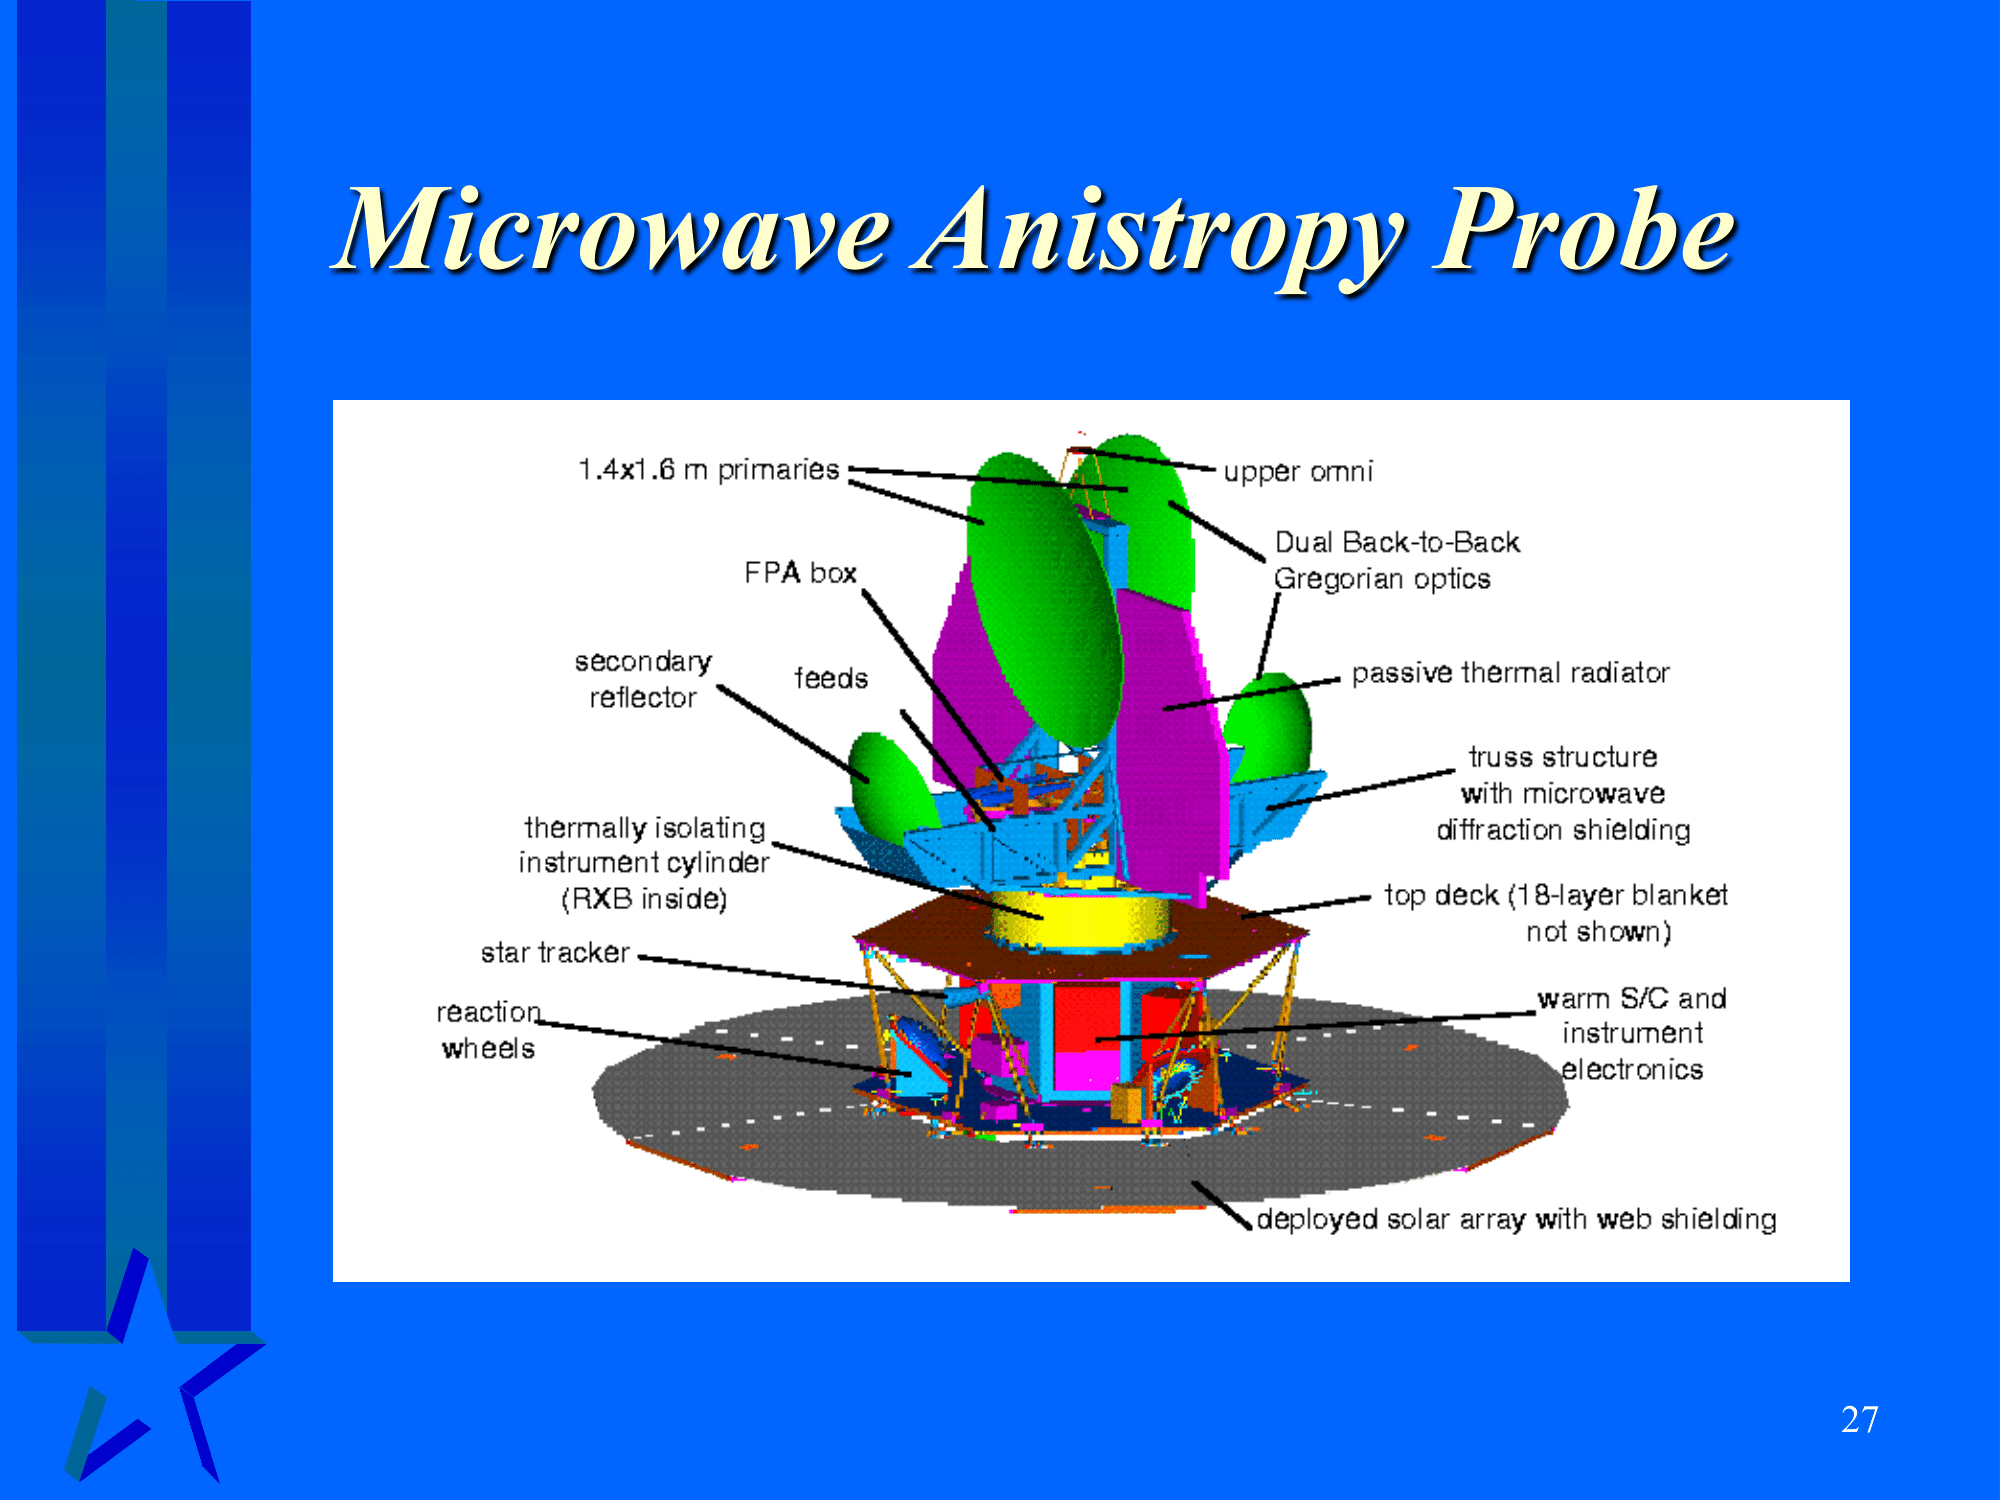 Microwave Anistropy Probe
1.4x1.6 m primaries
upper omni
Dual Back-to-Back
Gregorian optics
FPA box
secondary
reflector
feeds
passive thermal radiator
truss structure
with microwave
diffraction shielding
thermally isolating
instrument cylinder
(RXB inside)
top deck (18-layer blanket
not shown)
star tracker
reaction
wheels
warm S/C and
instrument
electronics
deployed solar array with web shielding
27